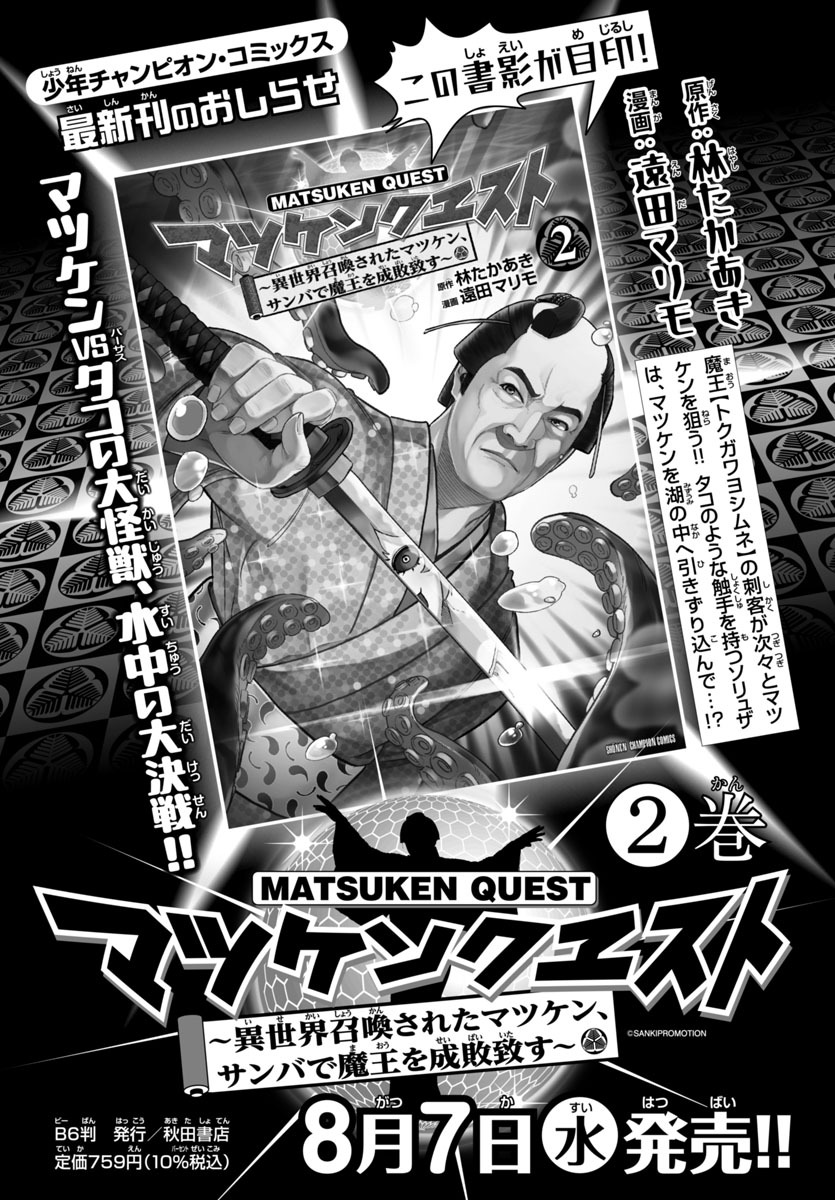 少年チャンピオン・コミックス
最新刊のおしらせ
この書影が目印!
原作:林たかあき
漫画:遠田マリモ
MATSUKEN QUEST
マツケンクエスト
2
~異世界召喚されたマツケン、
サンバで魔王を成敗致す~
原作 林たかあき
漫画 遠田マリモ
SHONEN CHAMPION COMICS
魔王【トクガワヨシムネ】の刺客が次々とマツ
ケンを狙う!! タコのような触手を持つソリュザ
は、マツケンを湖の中へ引きずり込んで…!?
マツケンVSタコの大怪獣、水中の大決戦!!
2巻
MATSUKEN QUEST
マツケンクエスト
~異世界召喚されたマツケン、
サンバで魔王を成敗致す~
©SANKIPROMOTION
B6判 発行/秋田書店
定価759円(10%税込)
8月7日水発売!!